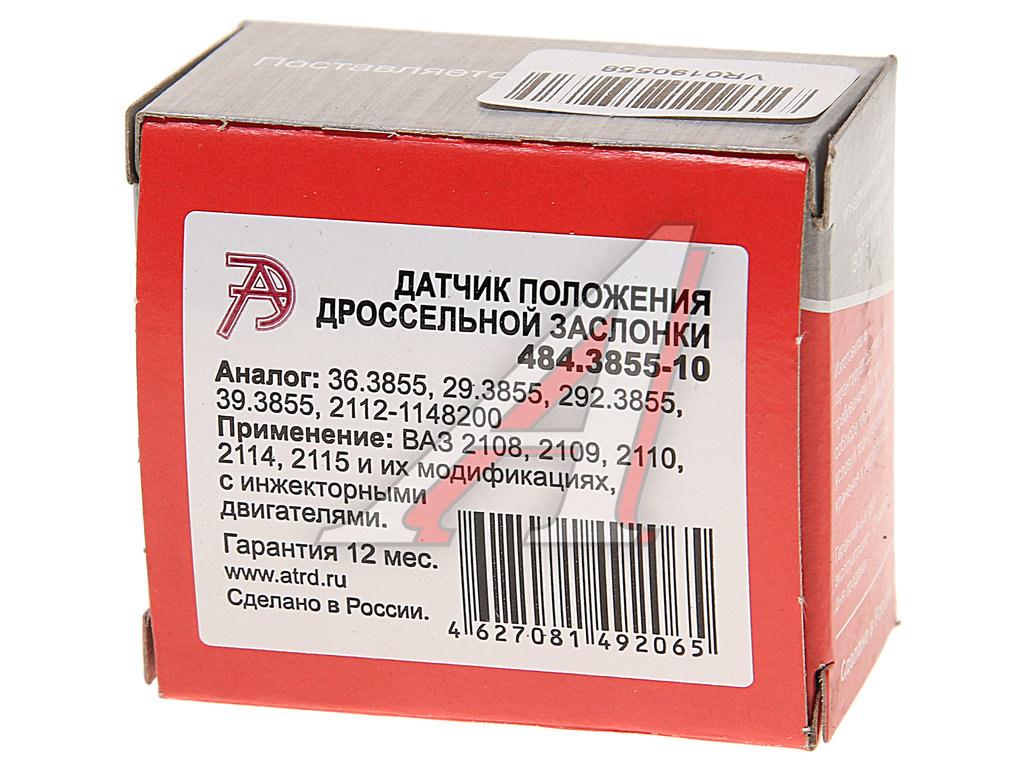 Поставляется
VR0190558
ДАТЧИК ПОЛОЖЕНИЯ
ДРОССЕЛЬНОЙ ЗАСЛОНКИ
484.3855-10
Аналог: 36.3855, 29.3855, 292.3855,
39.3855, 2112-1148200
Применение: ВАЗ 2108, 2109, 2110,
2114, 2115 и их модификациях,
с инжекторными
двигателями.
Гарантия 12 мес.
www.atrd.ru
Сделано в России.
4 627081 492065
Сделано в